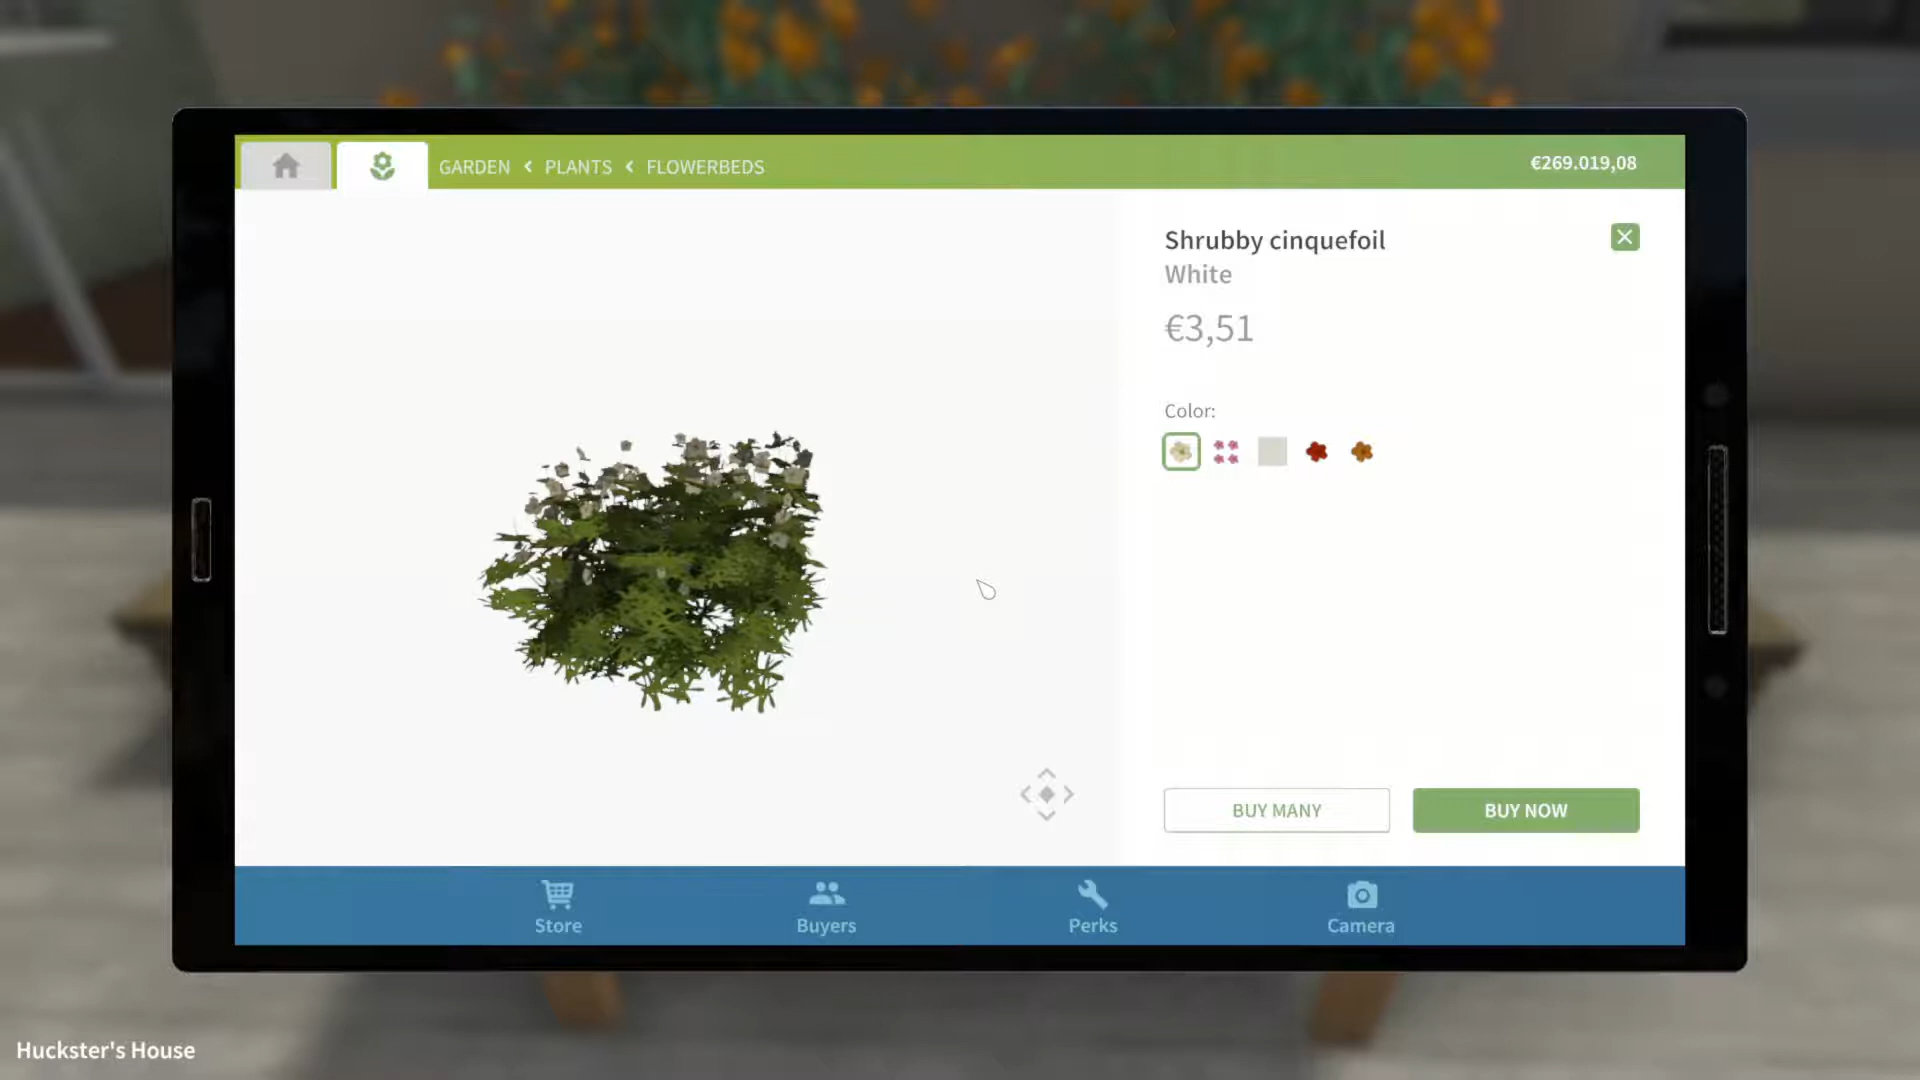 GARDEN < PLANTS < FLOWERBEDS
€269.019,08
Shrubby cinquefoil
White
€3,51
Color:
BUY MANY
BUY NOW
Store
Buyers
Perks
Camera
Huckster's House